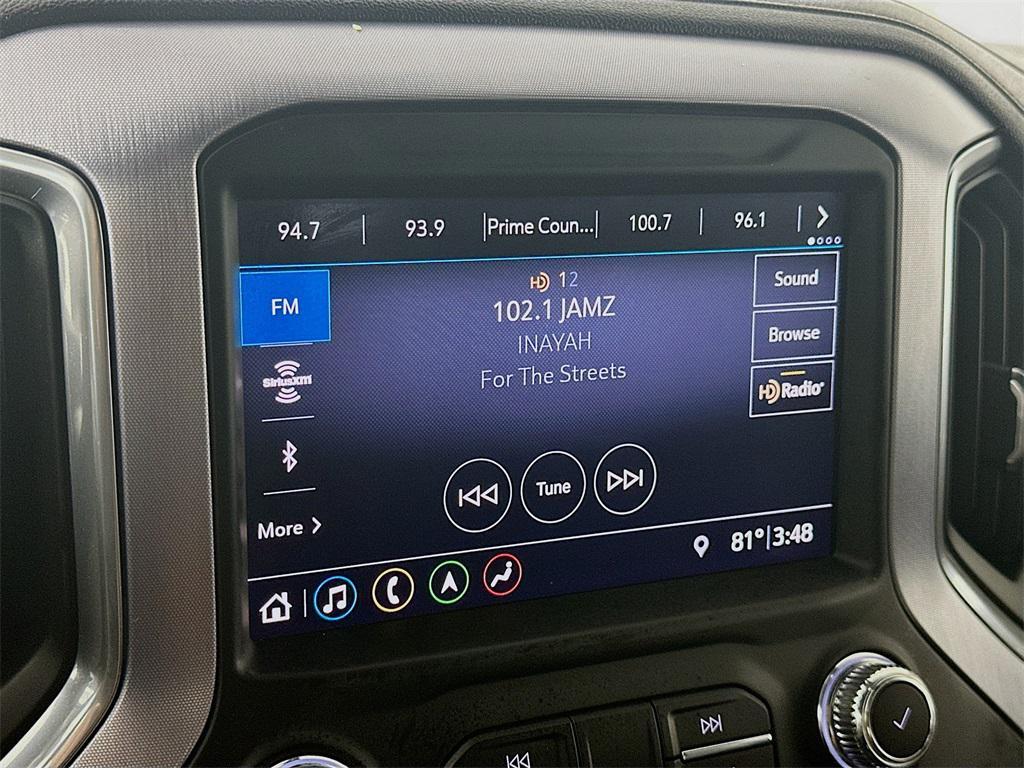 94.7 93.9 Prime Coun... 100.7 96.1
FM
HD 12
102.1 JAMZ
INAYAH
For The Streets
Sound
Browse
HD Radio®
SiriusXM
More
Tune
81° 3:48